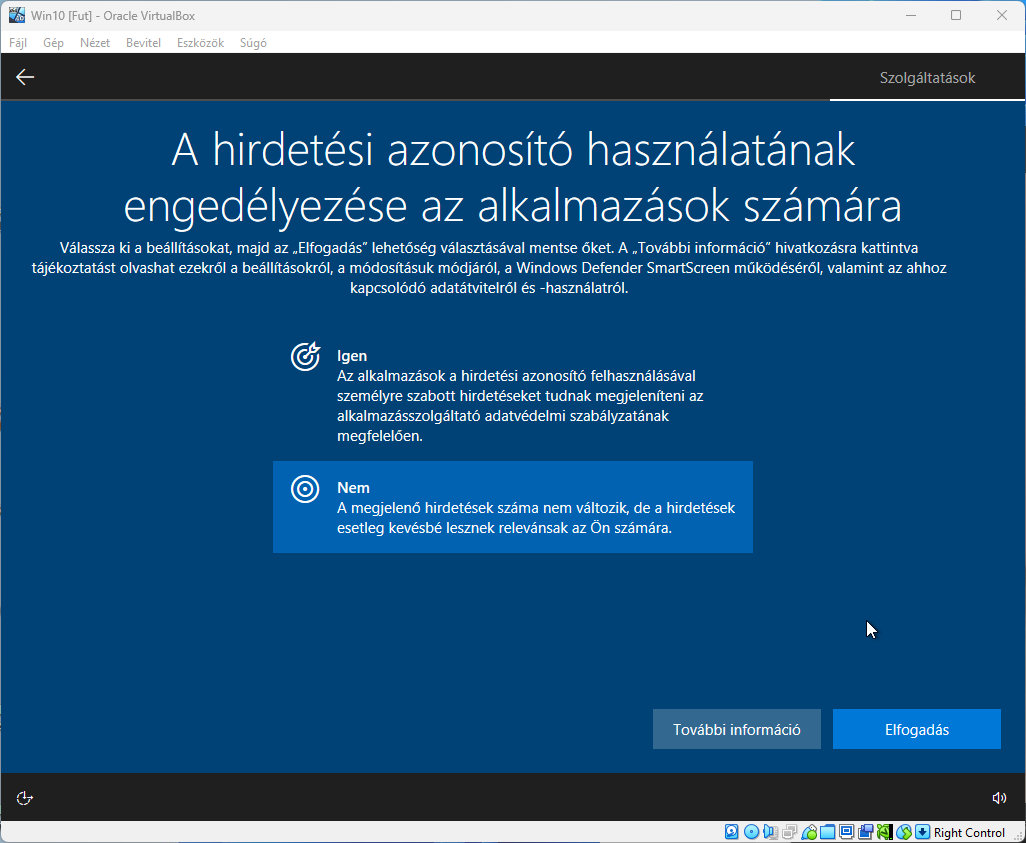 Win10 [Fut] - Oracle VirtualBox
Fájl Gép Nézet Bevitel Eszközök Súgó
Szolgáltatások
A hirdetési azonosító használatának
engedélyezése az alkalmazások számára
Válassza ki a beállításokat, majd az „Elfogadás” lehetőség választásával mentse őket. A „További információ” hivatkozásra kattintva
tájékoztatást olvashat ezekről a beállításokról, a módosításuk módjáról, a Windows Defender SmartScreen működéséről, valamint az ahhoz
kapcsolódó adatátvitelről és -használatról.
Igen
Az alkalmazások a hirdetési azonosító felhasználásával
személyre szabott hirdetéseket tudnak megjeleníteni az
alkalmazásszolgáltató adatvédelmi szabályzatának
megfelelően.
Nem
A megjelenő hirdetések száma nem változik, de a hirdetések
esetleg kevésbé lesznek relevánsak az Ön számára.
További információ
Elfogadás
Right Control